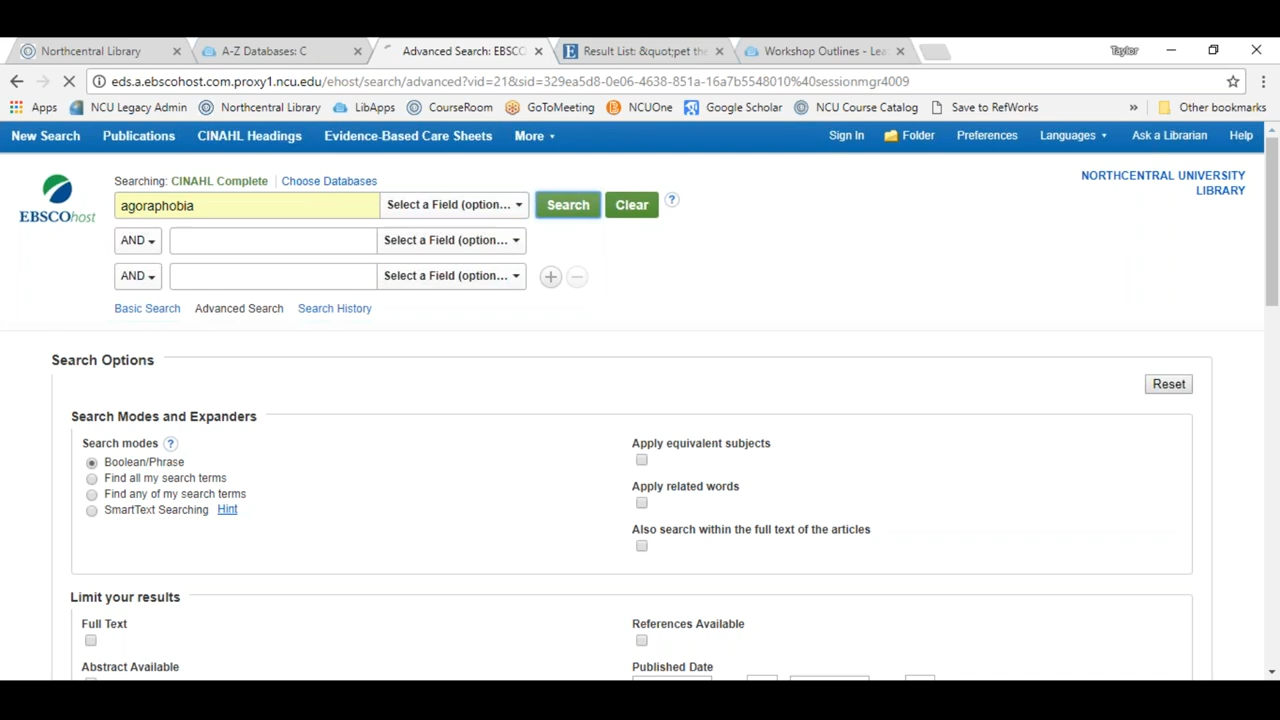 Northcentral Library
A-Z Databases: C
Advanced Search: EBSCO
Result List: &quot;pet the
Workshop Outlines - Lea
Taylor
eds.a.ebscohost.com.proxy1.ncu.edu/ehost/search/advanced?vid=21&sid=329ea5d8-0e06-4638-851a-16a7b5548010%40sessionmgr4009
Apps NCU Legacy Admin Northcentral Library LibApps CourseRoom GoToMeeting NCUOne Google Scholar NCU Course Catalog Save to RefWorks » Other bookmarks
New Search Publications CINAHL Headings Evidence-Based Care Sheets More Sign In Folder Preferences Languages Ask a Librarian Help
Searching: CINAHL Complete Choose Databases
NORTHCENTRAL UNIVERSITY
LIBRARY
EBSCOhost
agoraphobia Select a Field (option... Search Clear ?
AND Select a Field (option...
AND Select a Field (option...
Basic Search Advanced Search Search History
Search Options
Reset
Search Modes and Expanders
Search modes ?
Boolean/Phrase
Find all my search terms
Find any of my search terms
SmartText Searching Hint
Apply equivalent subjects
Apply related words
Also search within the full text of the articles
Limit your results
Full Text
References Available
Abstract Available
Published Date